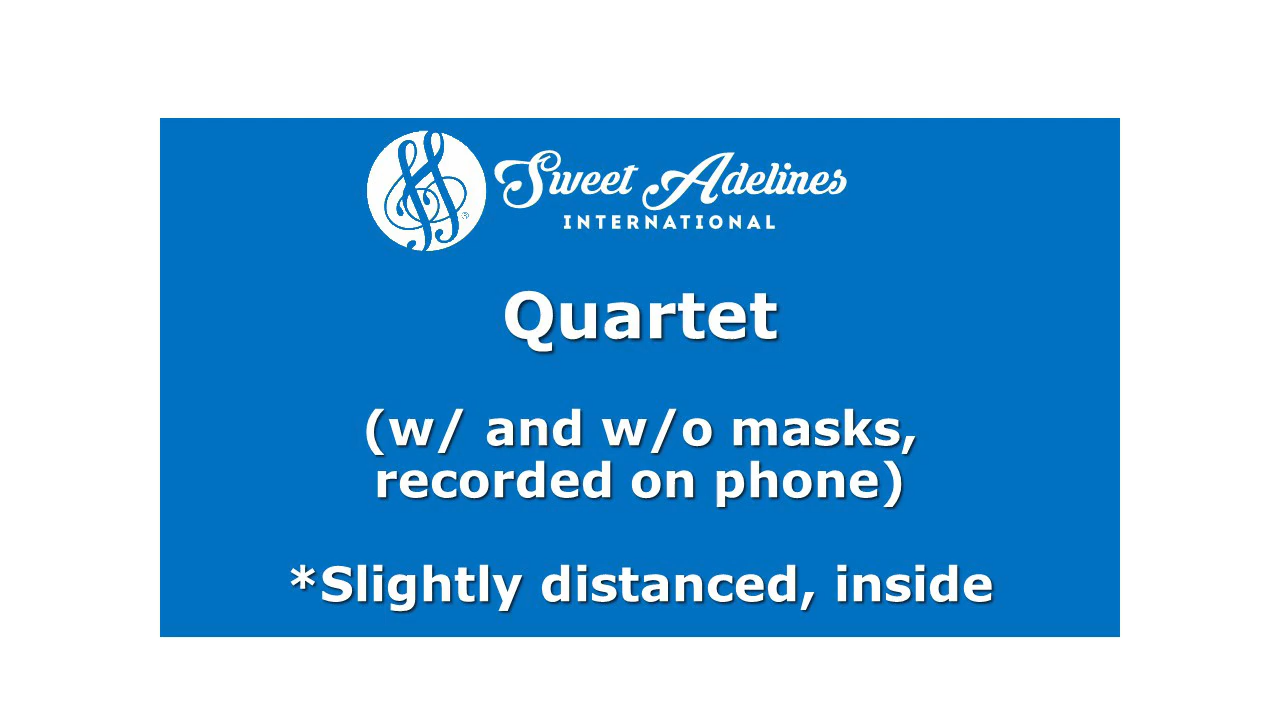 Sweet Adelines
INTERNATIONAL
®
Quartet
(w/ and w/o masks,
recorded on phone)
*Slightly distanced, inside